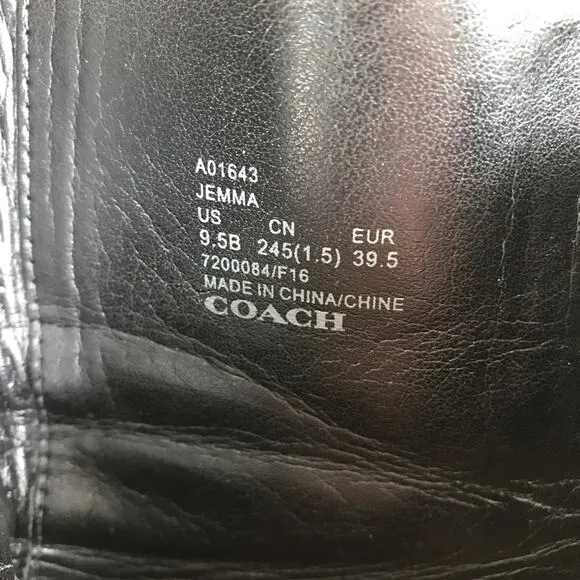 A01643
JEMMA
US CN EUR
9.5B 245(1.5) 39.5
7200084/F16
MADE IN CHINA/CHINE
COACH